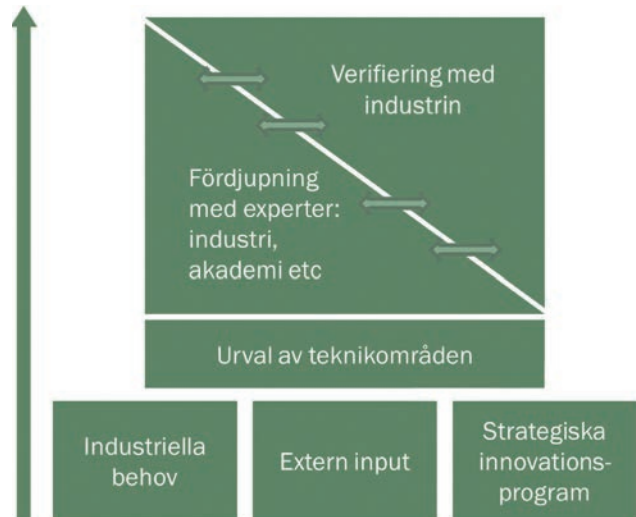 Verifiering med
industrin
Fördjupning
med experter:
industri,
akademi etc
Urval av teknikområden
Industriella
behov
Extern input
Strategiska
innovations-
program